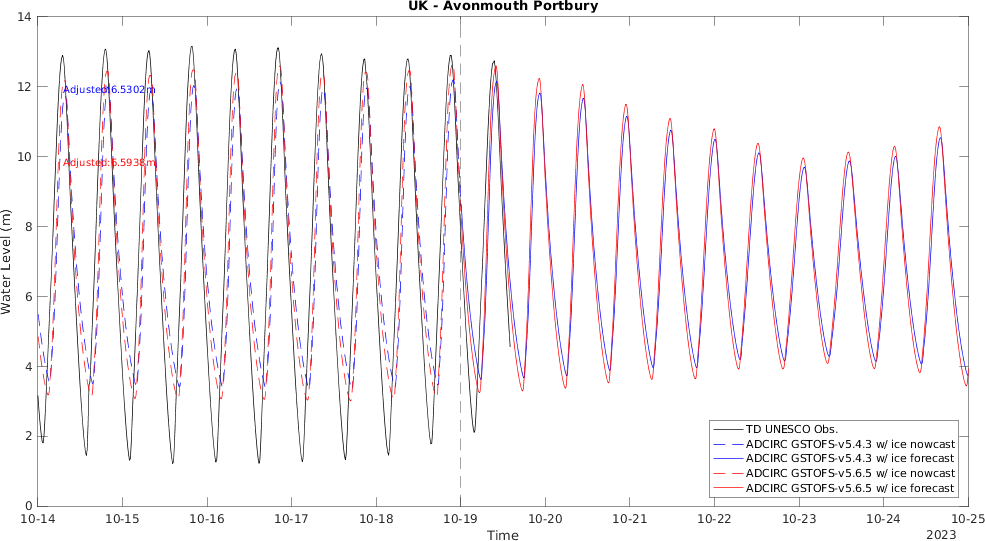 UK - Avonmouth Portbury
14
12
10
8
6
4
2
0
Water Level (m)
Adjusted:6.5302m
Adjusted:6.5938m
TD UNESCO Obs.
ADCIRC GSTOFS-v5.4.3 w/ ice nowcast
ADCIRC GSTOFS-v5.4.3 w/ ice forecast
ADCIRC GSTOFS-v5.6.5 w/ ice nowcast
ADCIRC GSTOFS-v5.6.5 w/ ice forecast
10-14 10-15 10-16 10-17 10-18 10-19 10-20 10-21 10-22 10-23 10-24 10-25
Time
2023